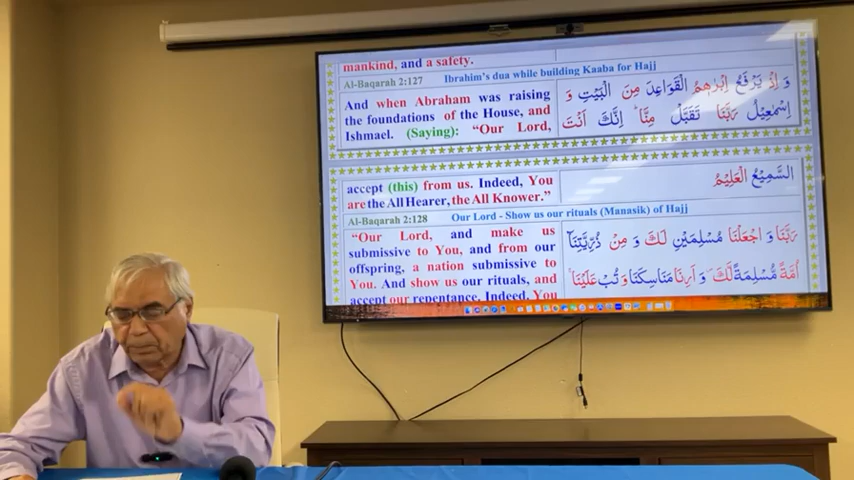 mankind, and a safety.
Al-Baqarah 2:127 Ibrahim's dua while building Kaaba for Hajj
And when Abraham was raising
the foundations of the House, and
Ishmael. (Saying): “Our Lord,
وَ اِذْ يَرْفَعُ اِبْرٰهٖمُ الْقَوَاعِدَ مِنَ الْبَيْتِ وَ
اِسْمٰعِيْلُ رَبَّنَا تَقَبَّلْ مِنَّا ؕ اِنَّكَ اَنْتَ
accept (this) from us. Indeed, You
are the All Hearer, the All Knower.”
السَّمِيْعُ الْعَلِيْمُ
Al-Baqarah 2:128 Our Lord - Show us our rituals (Manasik) of Hajj
“Our Lord, and make us
submissive to You, and from our
offspring, a nation submissive to
You. And show us our rituals, and
accept our repentance. Indeed, You
رَبَّنَا وَ اجْعَلْنَا مُسْلِمَيْنِ لَكَ وَ مِنْ ذُرِّيَّتِنَاۤ
اُمَّةً مُّسْلِمَةً لَّكَ ۪ وَ اَرِنَا مَنَاسِكَنَا وَ تُبْ عَلَيْنَا ۚ